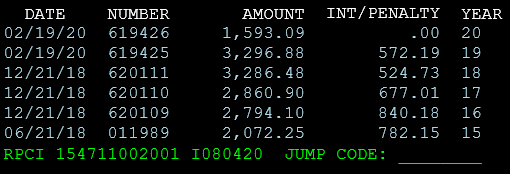 DATE NUMBER AMOUNT INT/PENALTY YEAR
02/19/20 619426 1,593.09 .00 20
02/19/20 619425 3,296.88 572.19 19
12/21/18 620111 3,286.48 524.73 18
12/21/18 620110 2,860.90 677.01 17
12/21/18 620109 2,794.10 840.18 16
06/21/18 011989 2,072.25 782.15 15
RPCI 154711002001 I080420 JUMP CODE: ________